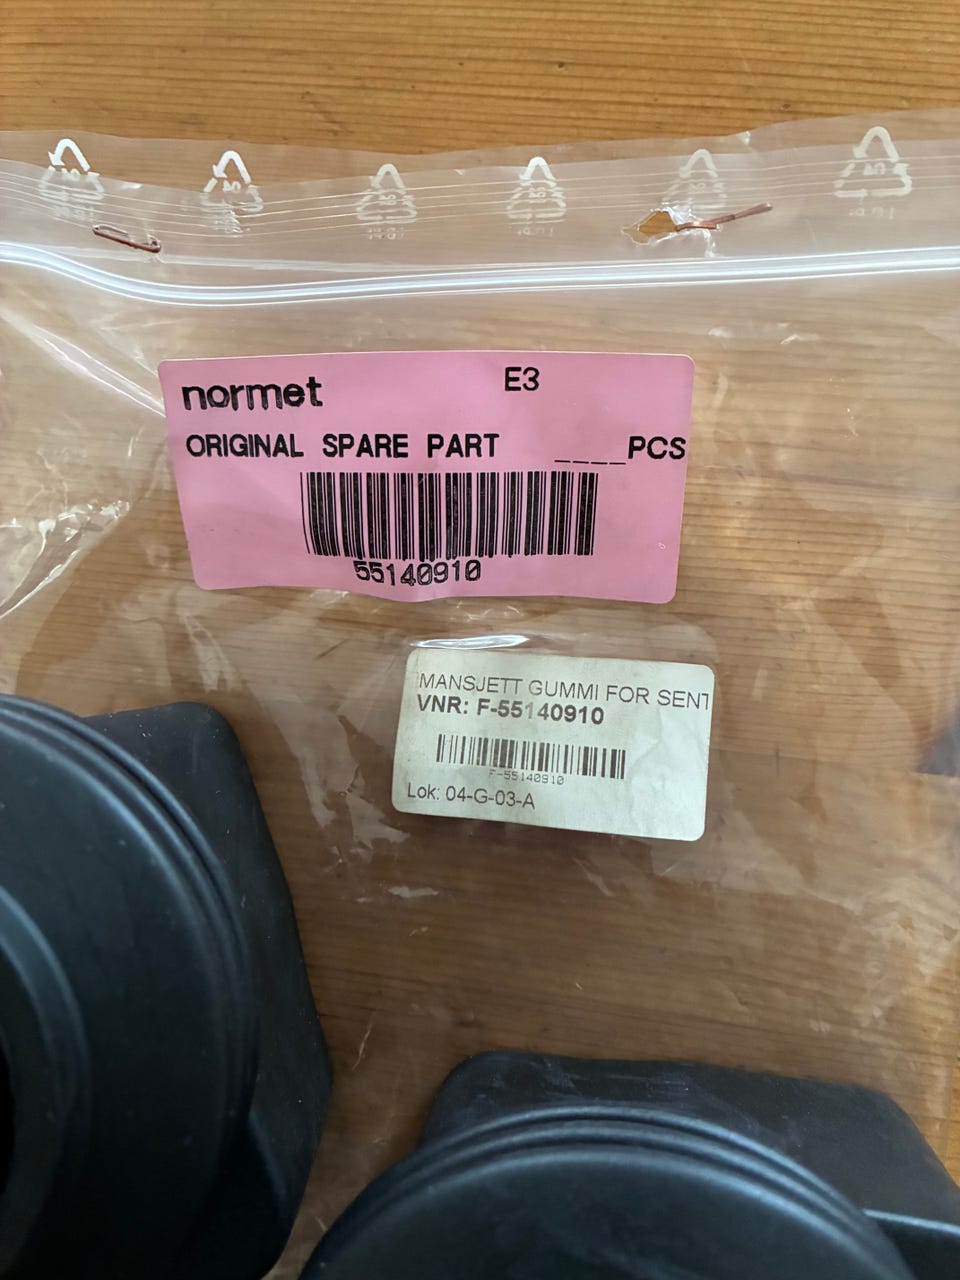 normet E3
ORIGINAL SPARE PART ____PCS
55140910
MANSJETT GUMMI FOR SENT
VNR: F-55140910
F-55140910
Lok: 04-G-03-A